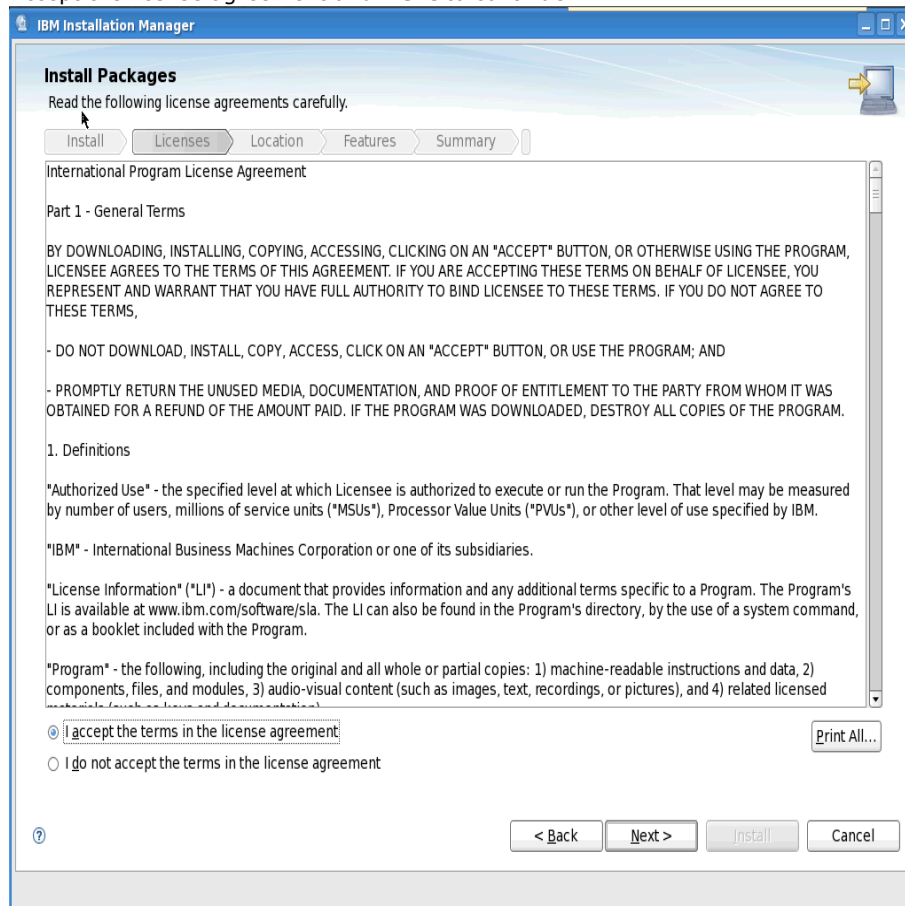 IBM Installation Manager
Install Packages
Read the following license agreements carefully.
Install Licenses Location Features Summary
International Program License Agreement
Part 1 - General Terms
BY DOWNLOADING, INSTALLING, COPYING, ACCESSING, CLICKING ON AN "ACCEPT" BUTTON, OR OTHERWISE USING THE PROGRAM,
LICENSEE AGREES TO THE TERMS OF THIS AGREEMENT. IF YOU ARE ACCEPTING THESE TERMS ON BEHALF OF LICENSEE, YOU
REPRESENT AND WARRANT THAT YOU HAVE FULL AUTHORITY TO BIND LICENSEE TO THESE TERMS. IF YOU DO NOT AGREE TO
THESE TERMS,
- DO NOT DOWNLOAD, INSTALL, COPY, ACCESS, CLICK ON AN "ACCEPT" BUTTON, OR USE THE PROGRAM; AND
- PROMPTLY RETURN THE UNUSED MEDIA, DOCUMENTATION, AND PROOF OF ENTITLEMENT TO THE PARTY FROM WHOM IT WAS
OBTAINED FOR A REFUND OF THE AMOUNT PAID. IF THE PROGRAM WAS DOWNLOADED, DESTROY ALL COPIES OF THE PROGRAM.
1. Definitions
"Authorized Use" - the specified level at which Licensee is authorized to execute or run the Program. That level may be measured
by number of users, millions of service units ("MSUs"), Processor Value Units ("PVUs"), or other level of use specified by IBM.
"IBM" - International Business Machines Corporation or one of its subsidiaries.
"License Information" ("LI") - a document that provides information and any additional terms specific to a Program. The Program's
LI is available at www.ibm.com/software/sla. The LI can also be found in the Program's directory, by the use of a system command,
or as a booklet included with the Program.
"Program" - the following, including the original and all whole or partial copies: 1) machine-readable instructions and data, 2)
components, files, and modules, 3) audio-visual content (such as images, text, recordings, or pictures), and 4) related licensed
I accept the terms in the license agreement
Print All...
I do not accept the terms in the license agreement
? < Back Next > Install Cancel